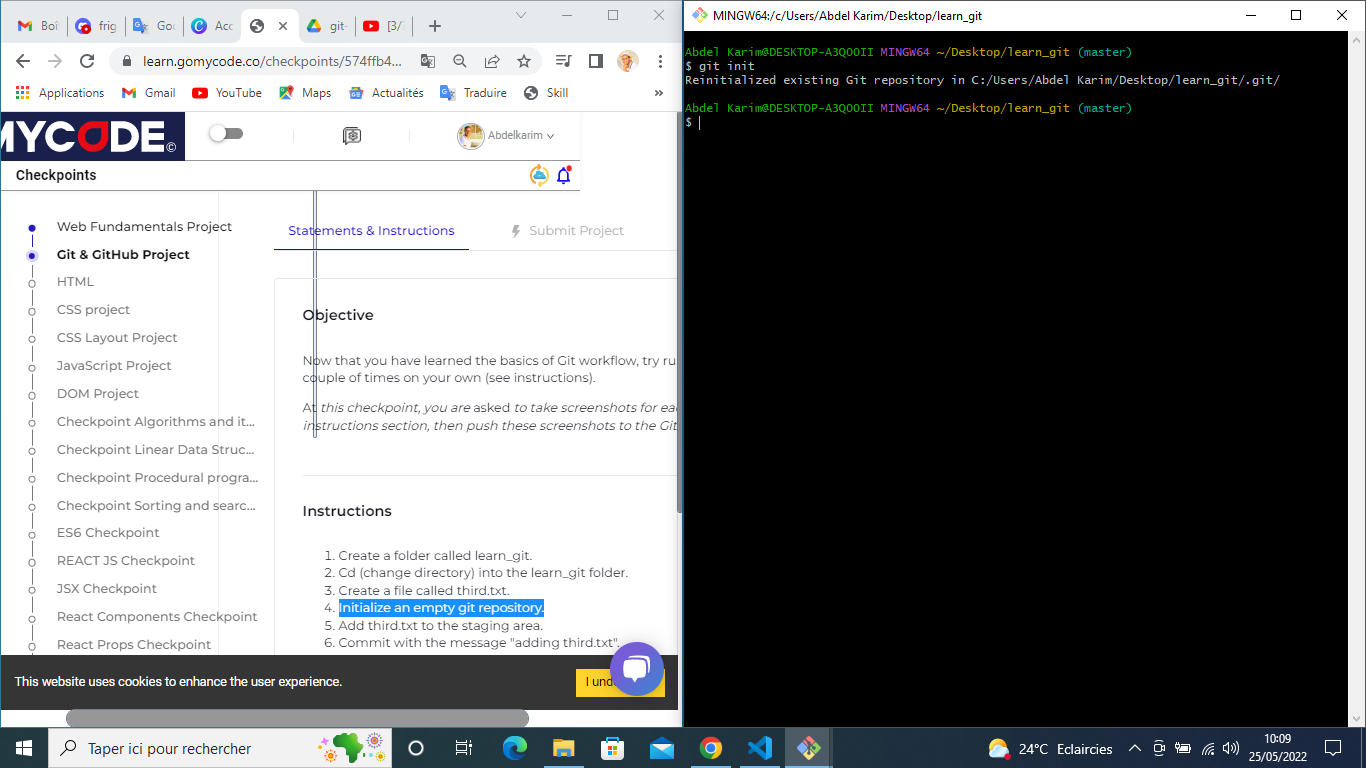 Boî
frig
Goo
Acc
git-
[3/
learn.gomycode.co/checkpoints/574ffb4...
Applications
Gmail
YouTube
Maps
Actualités
Traduire
Skill
»
MYCODE ©
Abdelkarim
Checkpoints
Web Fundamentals Project
Git & GitHub Project
HTML
CSS project
CSS Layout Project
JavaScript Project
DOM Project
Checkpoint Algorithms and it...
Checkpoint Linear Data Struc...
Checkpoint Procedural progra...
Checkpoint Sorting and searc...
ES6 Checkpoint
REACT JS Checkpoint
JSX Checkpoint
React Components Checkpoint
React Props Checkpoint
Statements & Instructions
Submit Project
Objective
Now that you have learned the basics of Git workflow, try ru
couple of times on your own (see instructions).
At this checkpoint, you are asked to take screenshots for eac
instructions section, then push these screenshots to the Git
Instructions
1. Create a folder called learn_git.
2. Cd (change directory) into the learn_git folder.
3. Create a file called third.txt.
4. Initialize an empty git repository.
5. Add third.txt to the staging area.
6. Commit with the message "adding third.txt".
This website uses cookies to enhance the user experience.
I und
MINGW64:/c/Users/Abdel Karim/Desktop/learn_git
Abdel Karim@DESKTOP-A3QOOII MINGW64 ~/Desktop/learn_git (master)
$ git init
Reinitialized existing Git repository in C:/Users/Abdel Karim/Desktop/learn_git/.git/
Abdel Karim@DESKTOP-A3QOOII MINGW64 ~/Desktop/learn_git (master)
$
Taper ici pour rechercher
24°C Eclaircies
10:09
25/05/2022